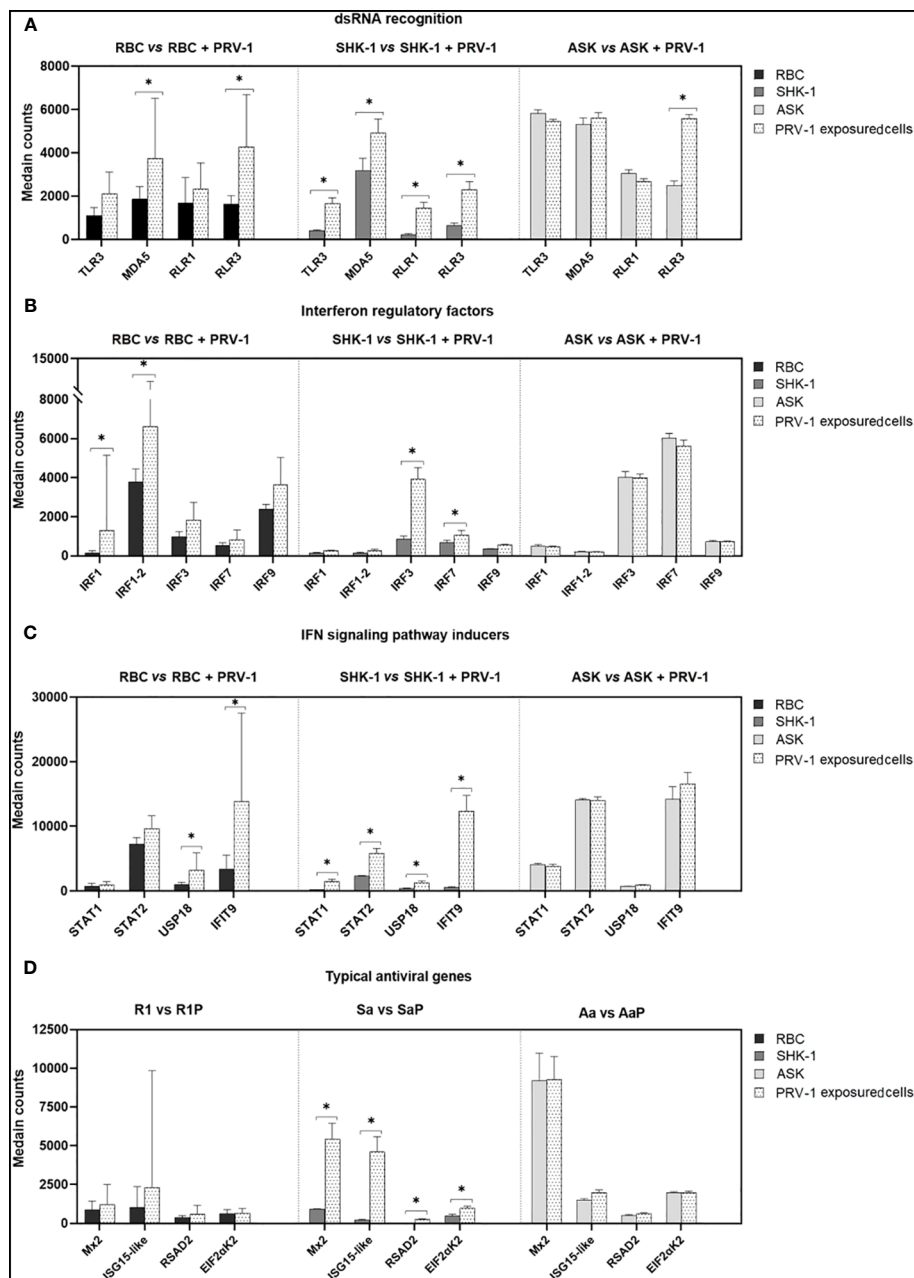 A
dsRNA recognition
RBC vs RBC + PRV-1
SHK-1 vs SHK-1 + PRV-1
ASK vs ASK + PRV-1
Medain counts
8000
6000
4000
2000
0
* * * * * * *
TLR3 MDA5 RLR1 RLR3
TLR3 MDA5 RLR1 RLR3
TLR3 MDA5 RLR1 RLR3
RBC
SHK-1
ASK
PRV-1 exposuredcells
B
Interferon regulatory factors
RBC vs RBC + PRV-1
SHK-1 vs SHK-1 + PRV-1
ASK vs ASK + PRV-1
Medain counts
15000
8000
6000
4000
2000
0
* * * *
IRF1 IRF1-2 IRF3 IRF7 IRF9
IRF1 IRF1-2 IRF3 IRF7 IRF9
IRF1 IRF1-2 IRF3 IRF7 IRF9
RBC
SHK-1
ASK
PRV-1 exposuredcells
C
IFN signaling pathway inducers
RBC vs RBC + PRV-1
SHK-1 vs SHK-1 + PRV-1
ASK vs ASK + PRV-1
Medain counts
30000
20000
10000
0
* * * * * *
STAT1 STAT2 USP18 IFIT9
STAT1 STAT2 USP18 IFIT9
STAT1 STAT2 USP18 IFIT9
RBC
SHK-1
ASK
PRV-1 exposuredcells
D
Typical antiviral genes
R1 vs R1P
Sa vs SaP
Aa vs AaP
Medain counts
12500
10000
7500
5000
2500
0
* * * *
Mx2 ISG15-like RSAD2 EIF2αK2
Mx2 ISG15-like RSAD2 EIF2αK2
Mx2 ISG15-like RSAD2 EIF2αK2
RBC
SHK-1
ASK
PRV-1 exposuredcells